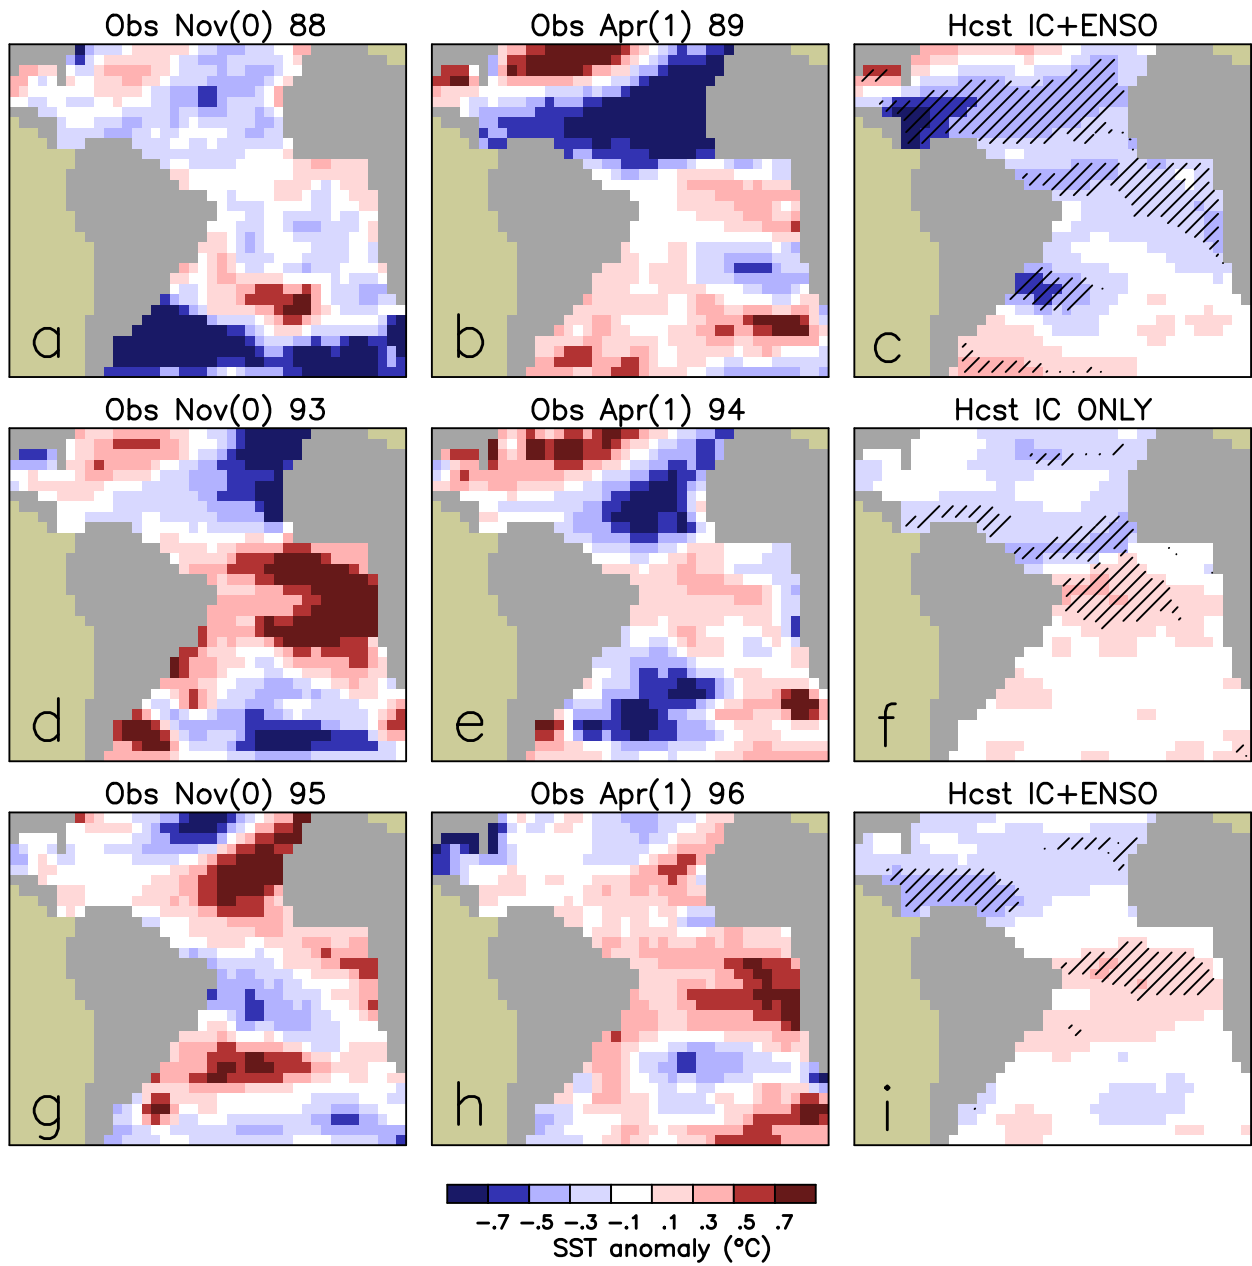 Obs Nov(0) 88
Obs Apr(1) 89
Hcst IC+ENSO
a
b
c
Obs Nov(0) 93
Obs Apr(1) 94
Hcst IC ONLY
d
e
f
Obs Nov(0) 95
Obs Apr(1) 96
Hcst IC+ENSO
g
h
i
-.7 -.5 -.3 -.1 .1 .3 .5 .7
SST anomaly (°C)